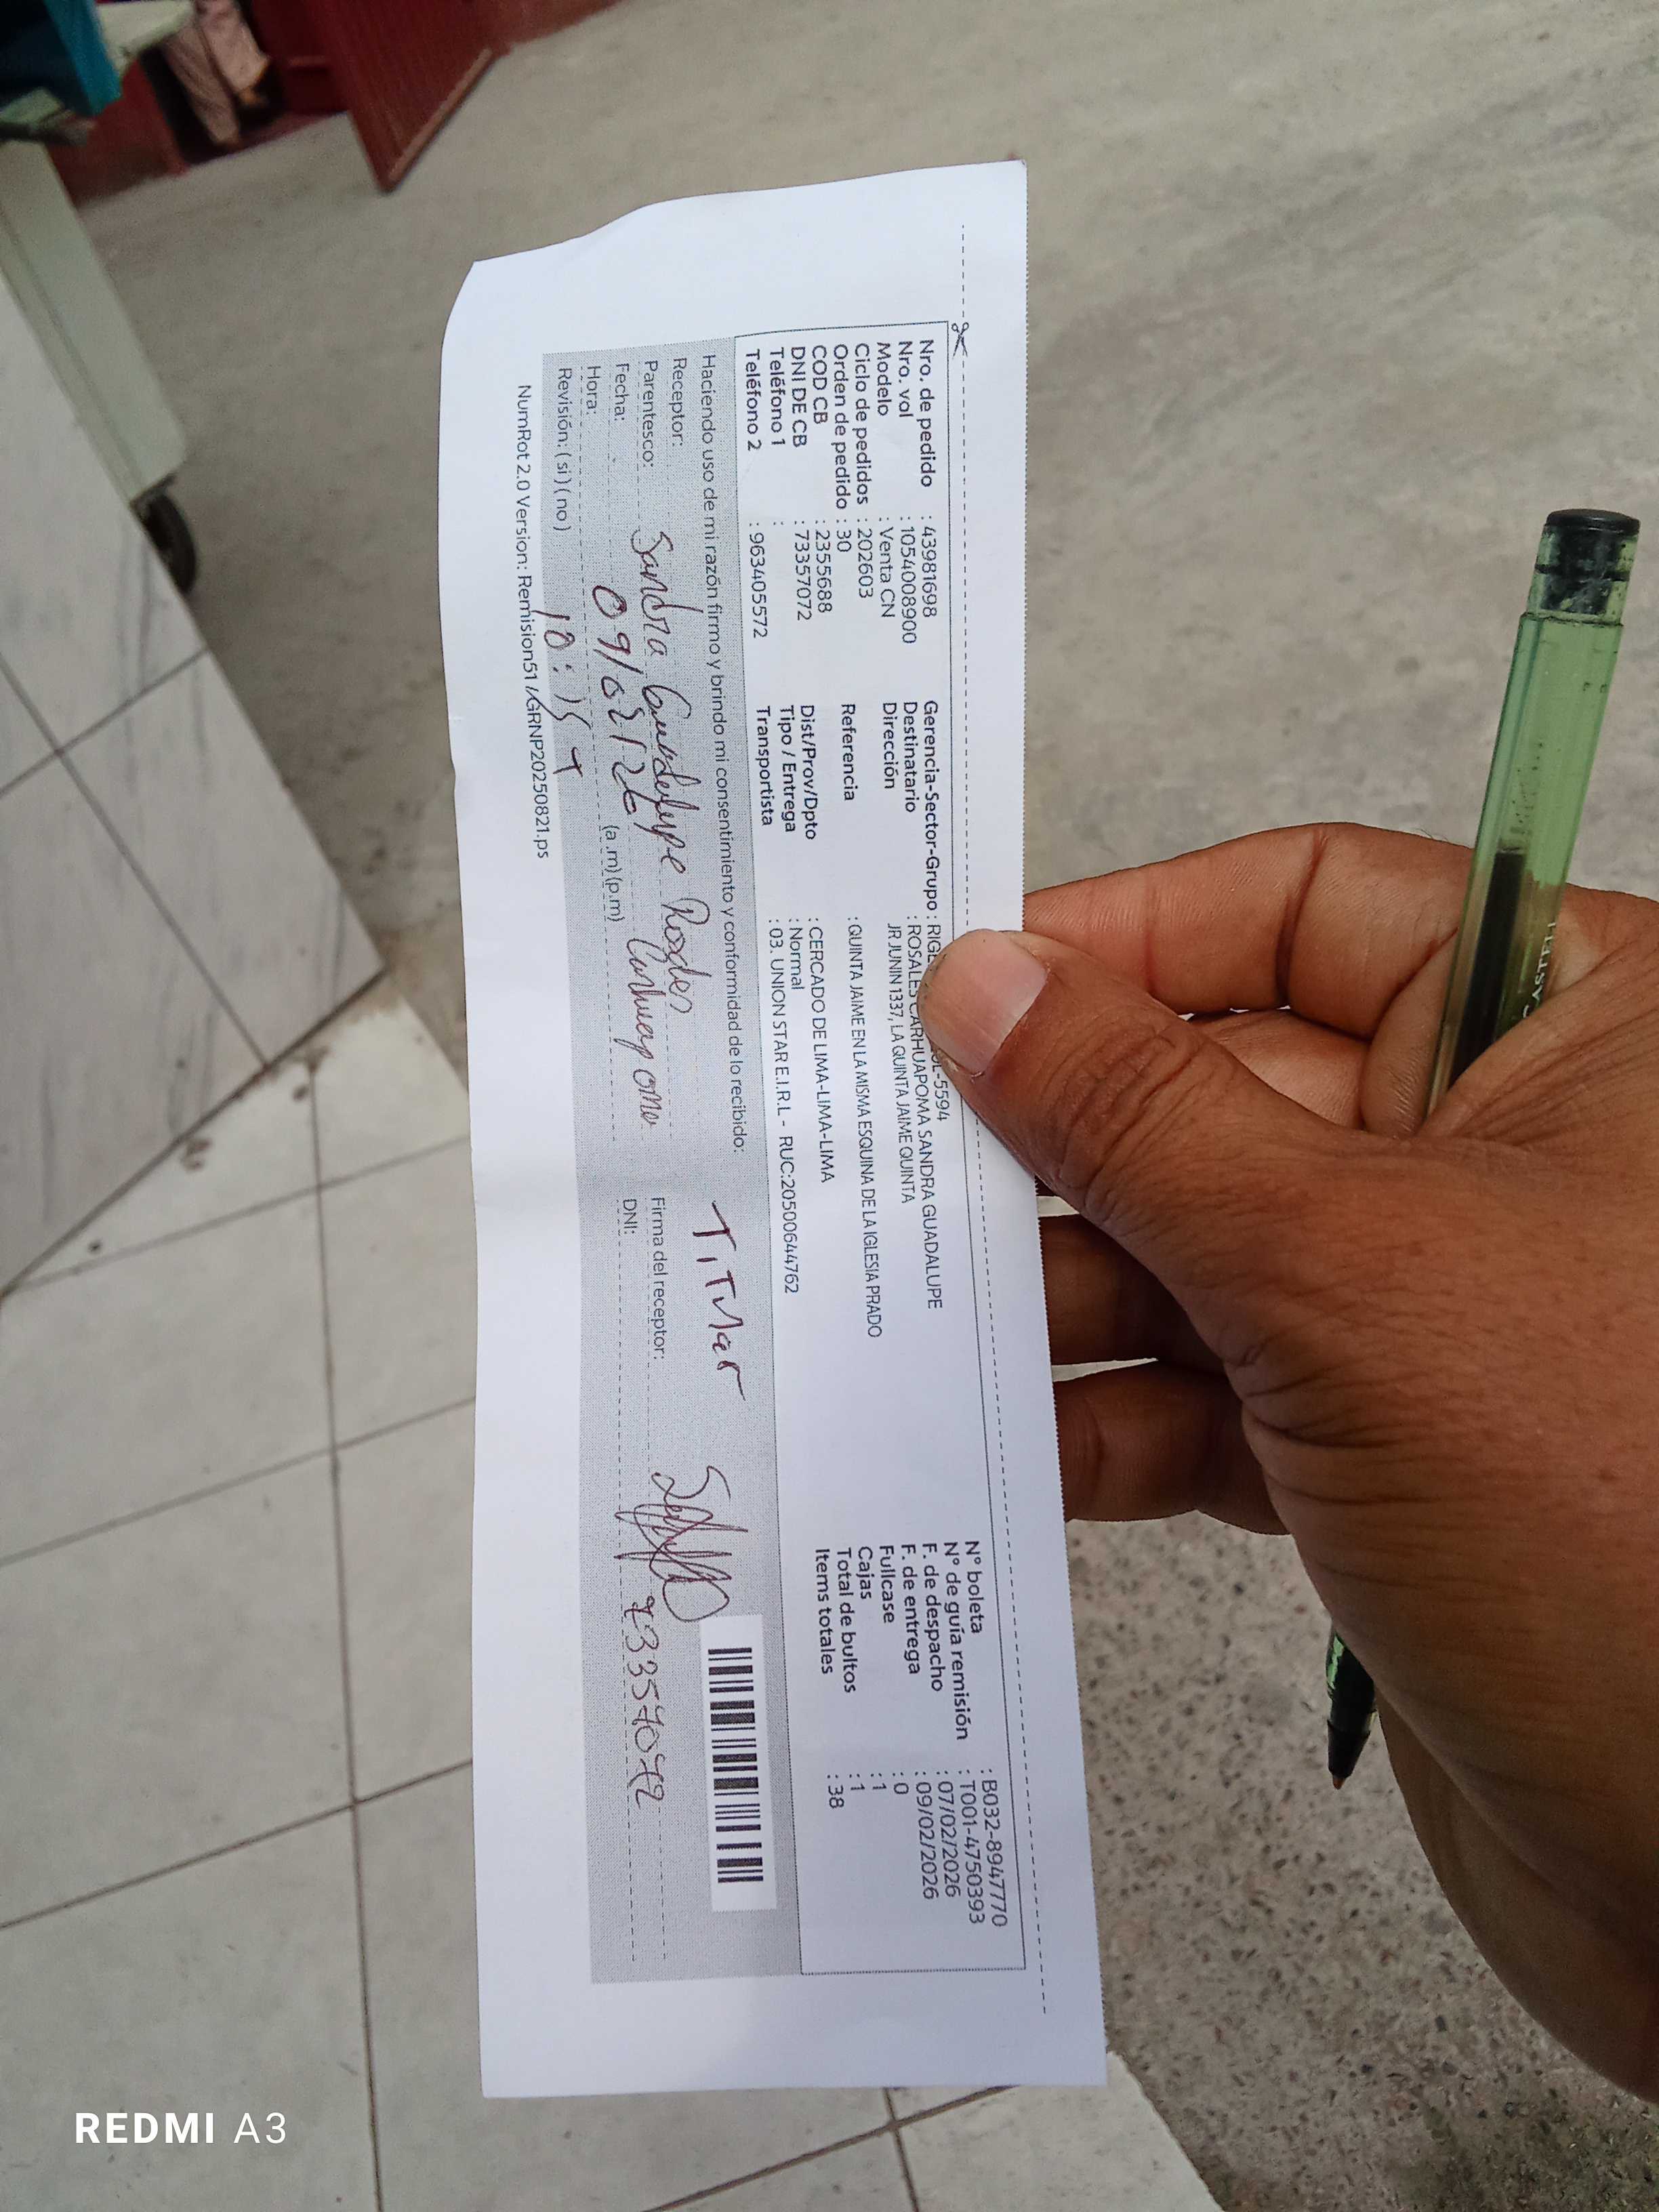 Nro. de pedido : 43981698
Nro. vol : 1054008900
Modelo : Venta CN
Ciclo de pedidos : 202603
Orden de pedido : 30
COD CB : 2355688
DNI DE CB : 73357072
Teléfono 1 :
Teléfono 2 : 963405572
Gerencia-Sector-Grupo : -5594
Destinatario : ROSALES CARHUAPOMA SANDRA GUADALUPE
Dirección JR JUNIN 1337, LA QUINTA JAIME QUINTA
Referencia : QUINTA JAIME EN LA MISMA ESQUINA DE LA IGLESIA PRADO
Dist/Prov/Dpto : CERCADO DE LIMA-LIMA-LIMA
Tipo / Entrega : Normal
Transportista : 03. UNION STAR E.I.R.L - RUC:20500644762
N° boleta : B032-8947770
N° de guía remisión : T001-4750393
F. de despacho : 07/02/2026
F. de entrega : 09/02/2026
Fullcase : 0
Cajas : 1
Total de bultos : 1
Items totales : 38
Haciendo uso de mi razón firmo y brindo mi consentimiento y conformidad de lo recibido:
Receptor: Sandra Guadalupe Rosales
Parentesco:
Fecha: 09/02/26 (a.m)(p.m)
Hora:
Revisión: ( si ) ( no )
Firma del receptor:
DNI: 73357072
NumRot 2.0 Version: Remision51 /GRNP20250821.ps
CASTELL
REDMI A3